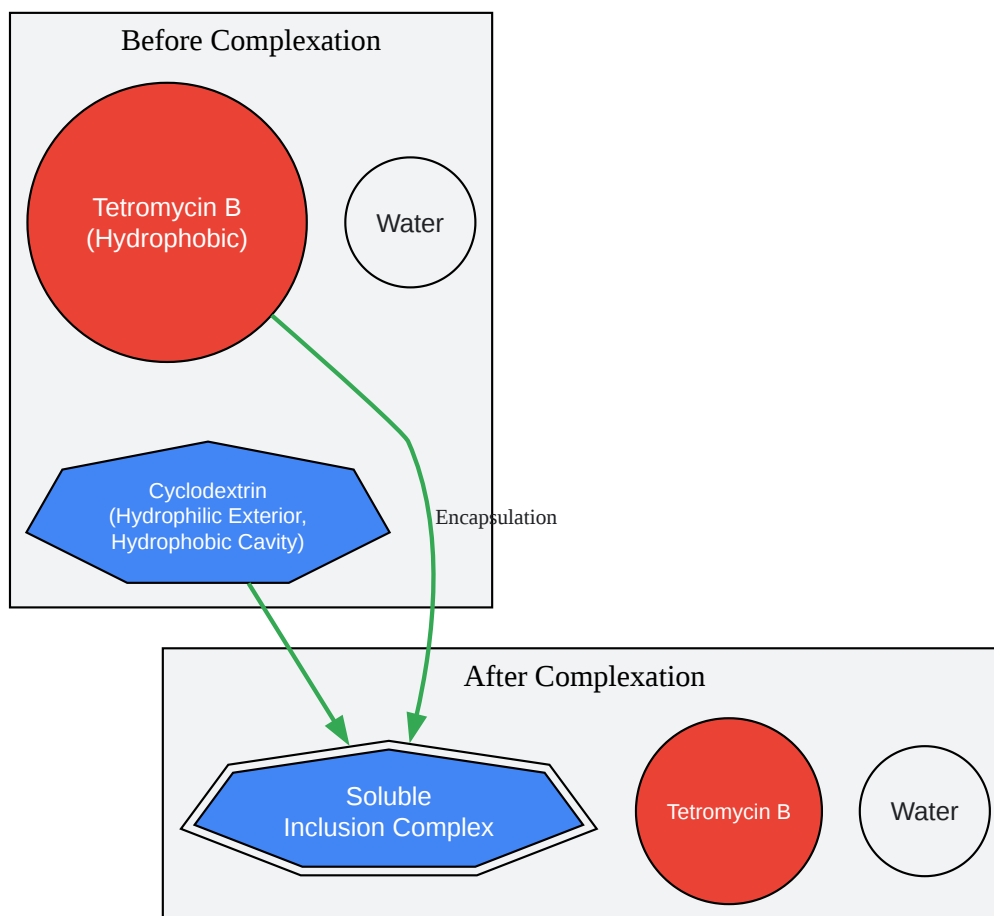 Before Complexation
Tetromycin B
(Hydrophobic)
Water
Cyclodextrin
(Hydrophilic Exterior,
Hydrophobic Cavity)
Encapsulation
After Complexation
Soluble
Inclusion Complex
Tetromycin B
Water